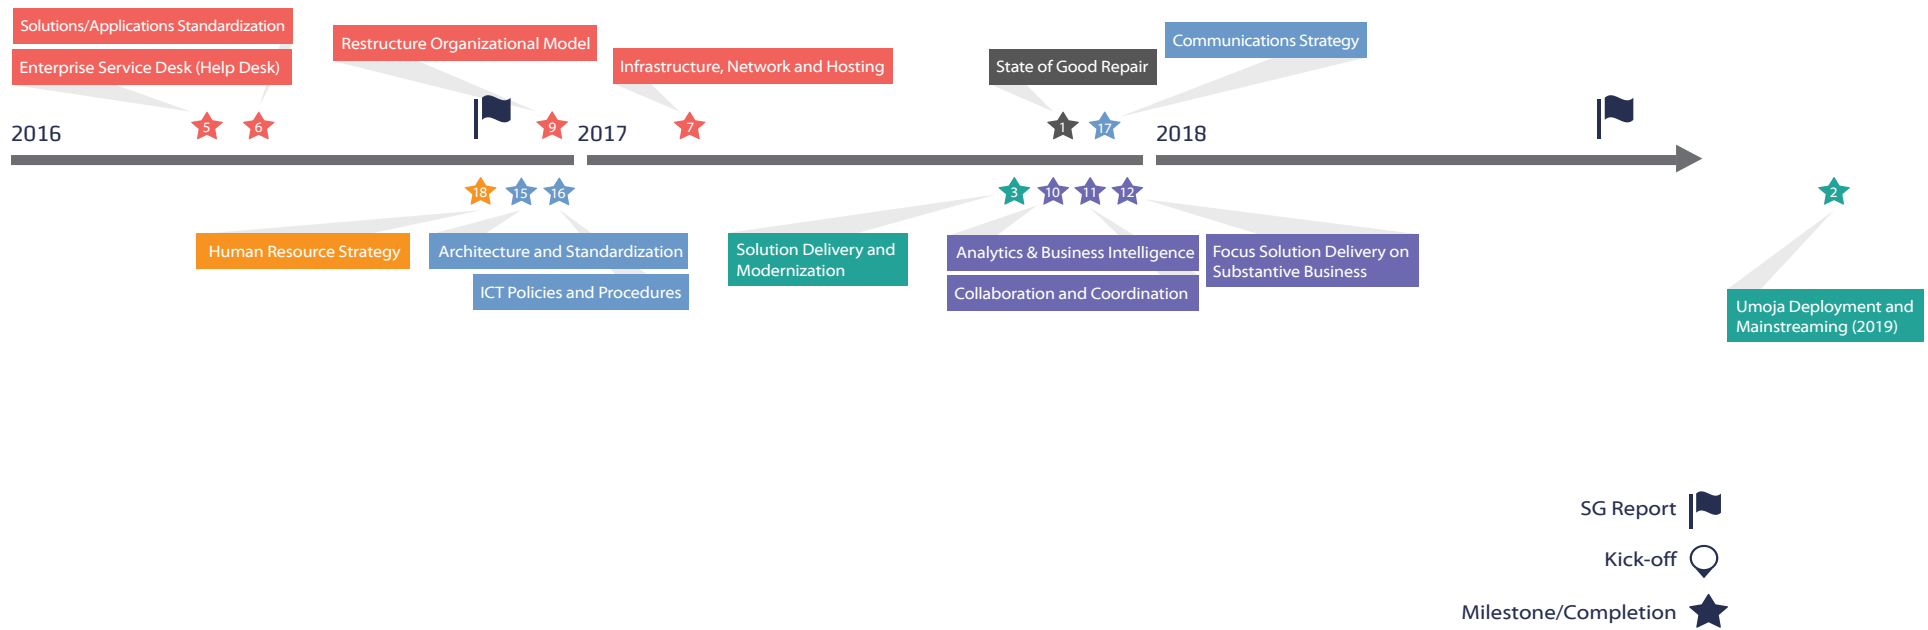 Solutions/Applications Standardization
Enterprise Service Desk (Help Desk)
Restructure Organizational Model
Infrastructure, Network and Hosting
State of Good Repair
Communications Strategy
2016
5
6
9
2017
7
1
17
2018
18
15
16
3
10
11
12
2
Human Resource Strategy
Architecture and Standardization
ICT Policies and Procedures
Solution Delivery and
Modernization
Analytics & Business Intelligence
Collaboration and Coordination
Focus Solution Delivery on
Substantive Business
Umoja Deployment and
Mainstreaming (2019)
SG Report
Kick-off
Milestone/Completion